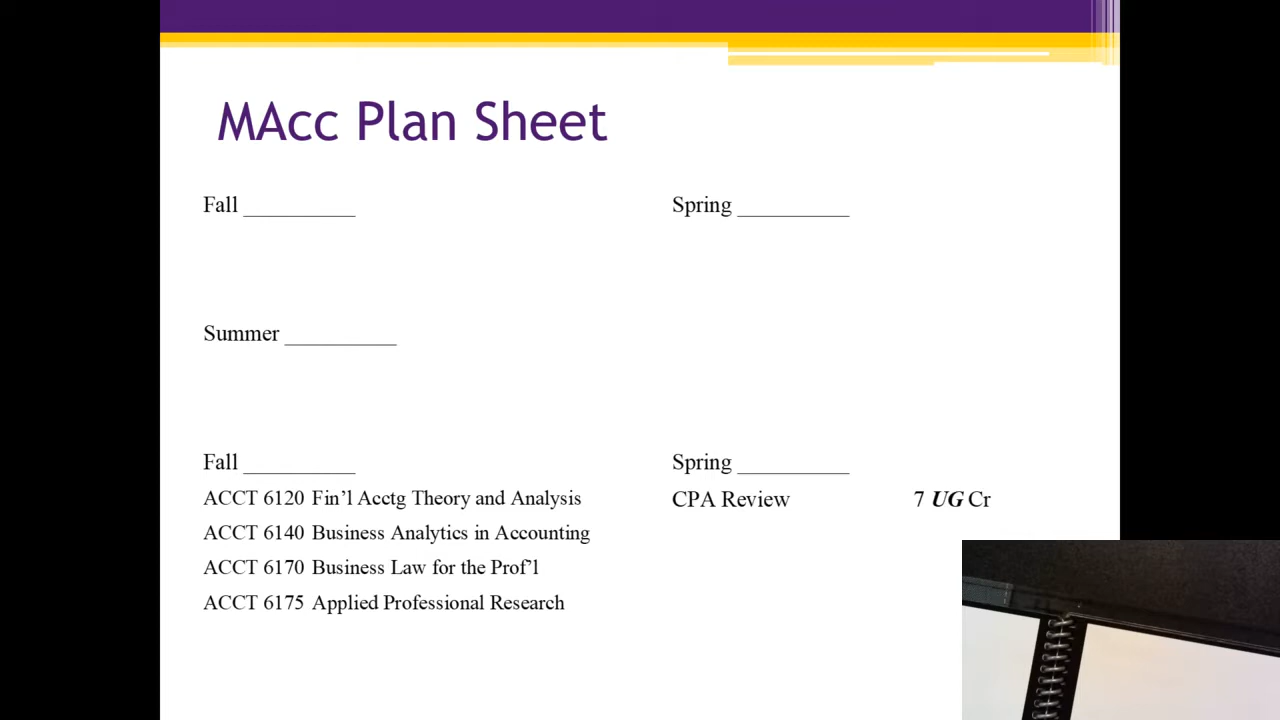 MAcc Plan Sheet
Fall __________
Spring __________
Summer __________
Fall __________
ACCT 6120 Fin’l Acctg Theory and Analysis
ACCT 6140 Business Analytics in Accounting
ACCT 6170 Business Law for the Prof’l
ACCT 6175 Applied Professional Research
Spring __________
CPA Review 7 UG Cr